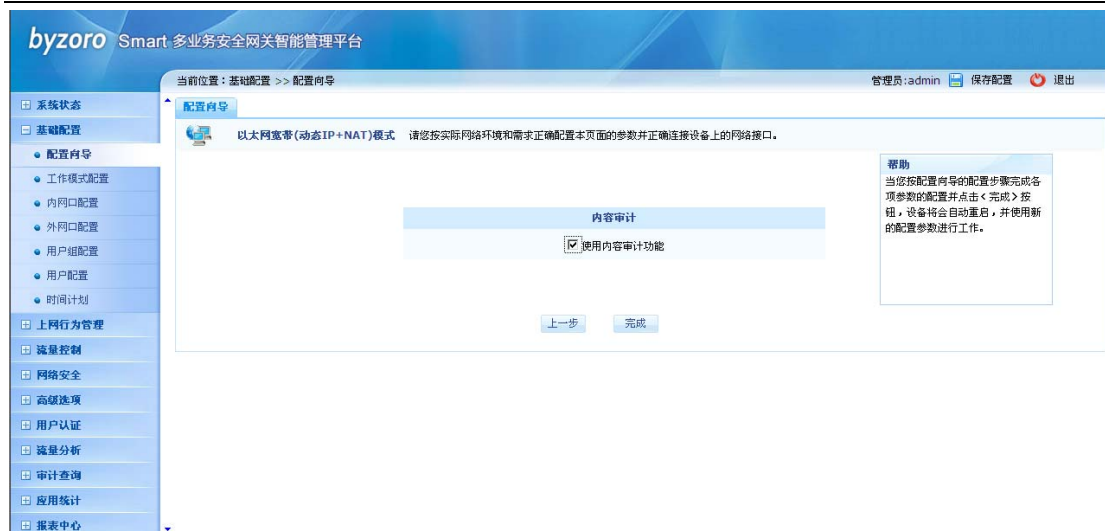 byzoro Smart 多业务安全网关智能管理平台
当前位置：基础配置 >> 配置向导
管理员:admin 保存配置 退出
系统状态
基础配置
配置向导
工作模式配置
内网口配置
外网口配置
用户组配置
用户配置
时间计划
上网行为管理
流量控制
网络安全
高级选项
用户认证
流量分析
审计查询
应用统计
报表中心
配置向导
以太网宽带(动态IP+NAT)模式 请您按实际网络环境和需求正确配置本页面的参数并正确连接设备上的网络接口。
内容审计
使用内容审计功能
上一步 完成
帮助
当您按配置向导的配置步骤完成各
项参数的配置并点击<完成>按
钮，设备将会自动重启，并使用新
的配置参数进行工作。